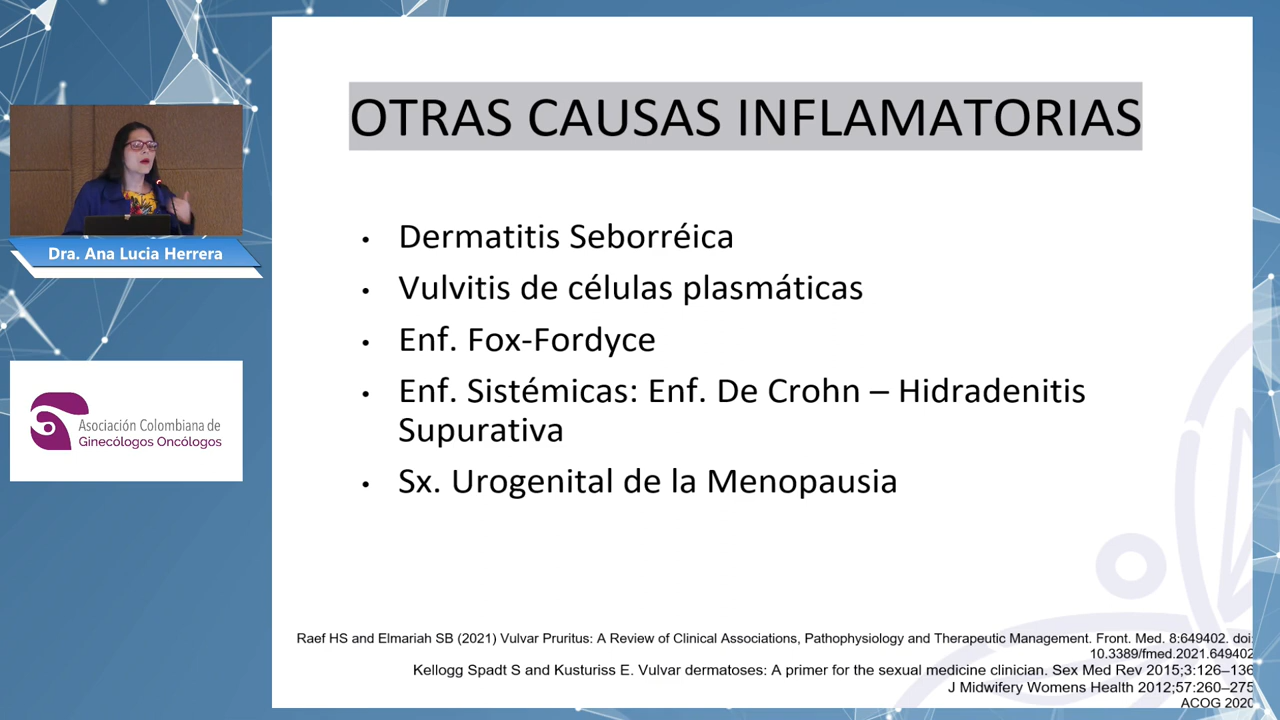 OTRAS CAUSAS INFLAMATORIAS
• Dermatitis Seborréica
• Vulvitis de células plasmáticas
• Enf. Fox-Fordyce
• Enf. Sistémicas: Enf. De Crohn – Hidradenitis
Supurativa
• Sx. Urogenital de la Menopausia
Raef HS and Elmariah SB (2021) Vulvar Pruritus: A Review of Clinical Associations, Pathophysiology and Therapeutic Management. Front. Med. 8:649402. doi:
10.3389/fmed.2021.649402
Kellogg Spadt S and Kusturiss E. Vulvar dermatoses: A primer for the sexual medicine clinician. Sex Med Rev 2015;3:126–136
J Midwifery Womens Health 2012;57:260–275
ACOG 2020
Dra. Ana Lucia Herrera
Asociación Colombiana de
Ginecólogos Oncólogos